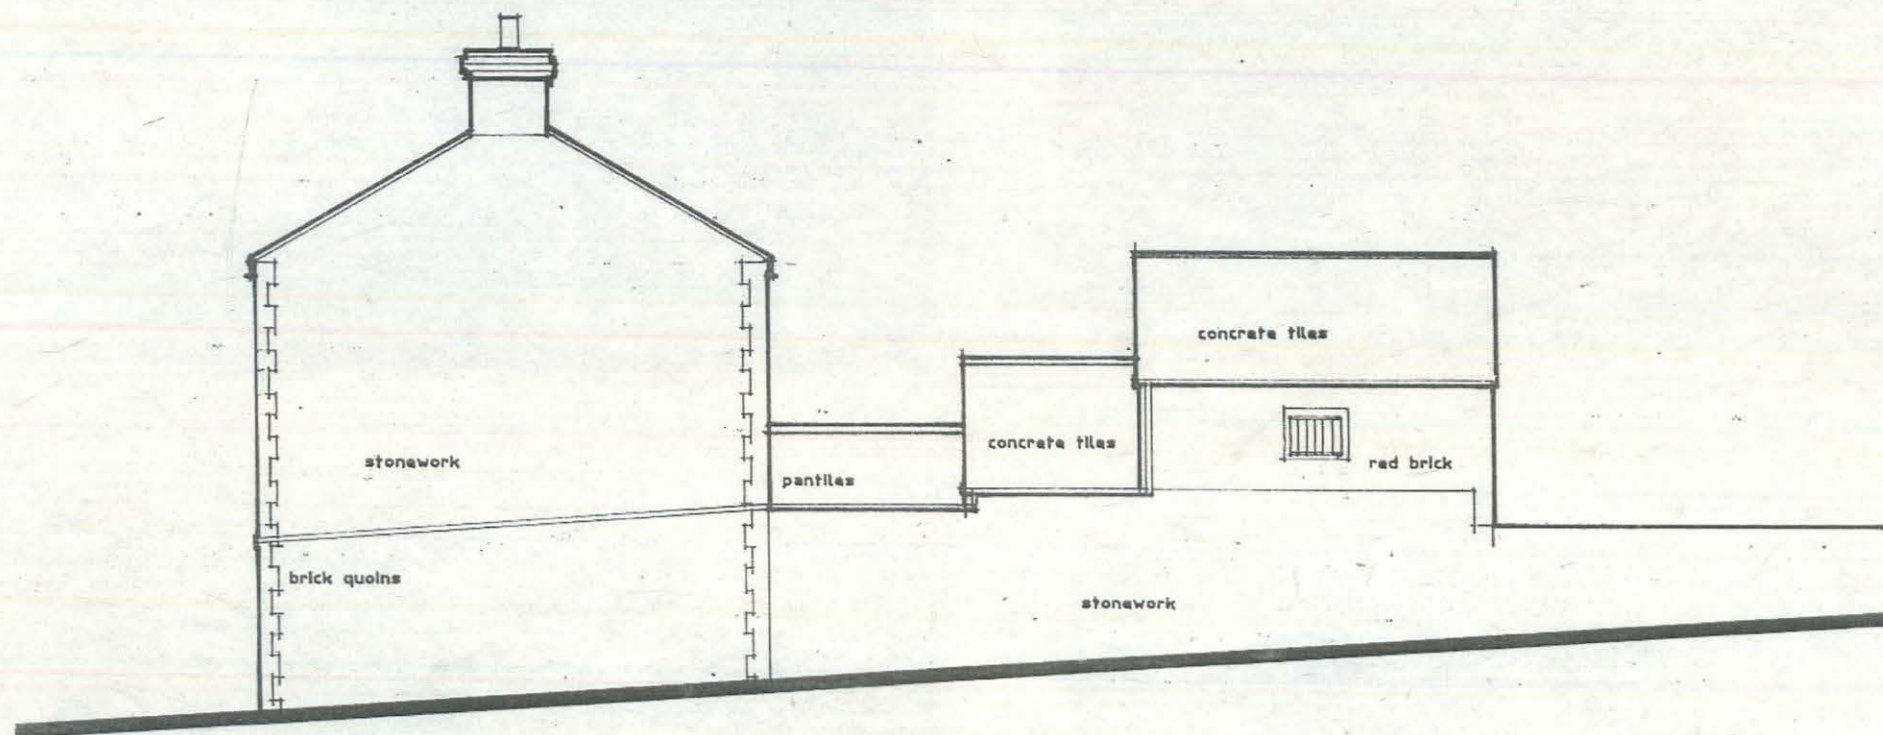 concrete tiles
concrete tiles
stonework
red brick
pantiles
brick quoins
stonework